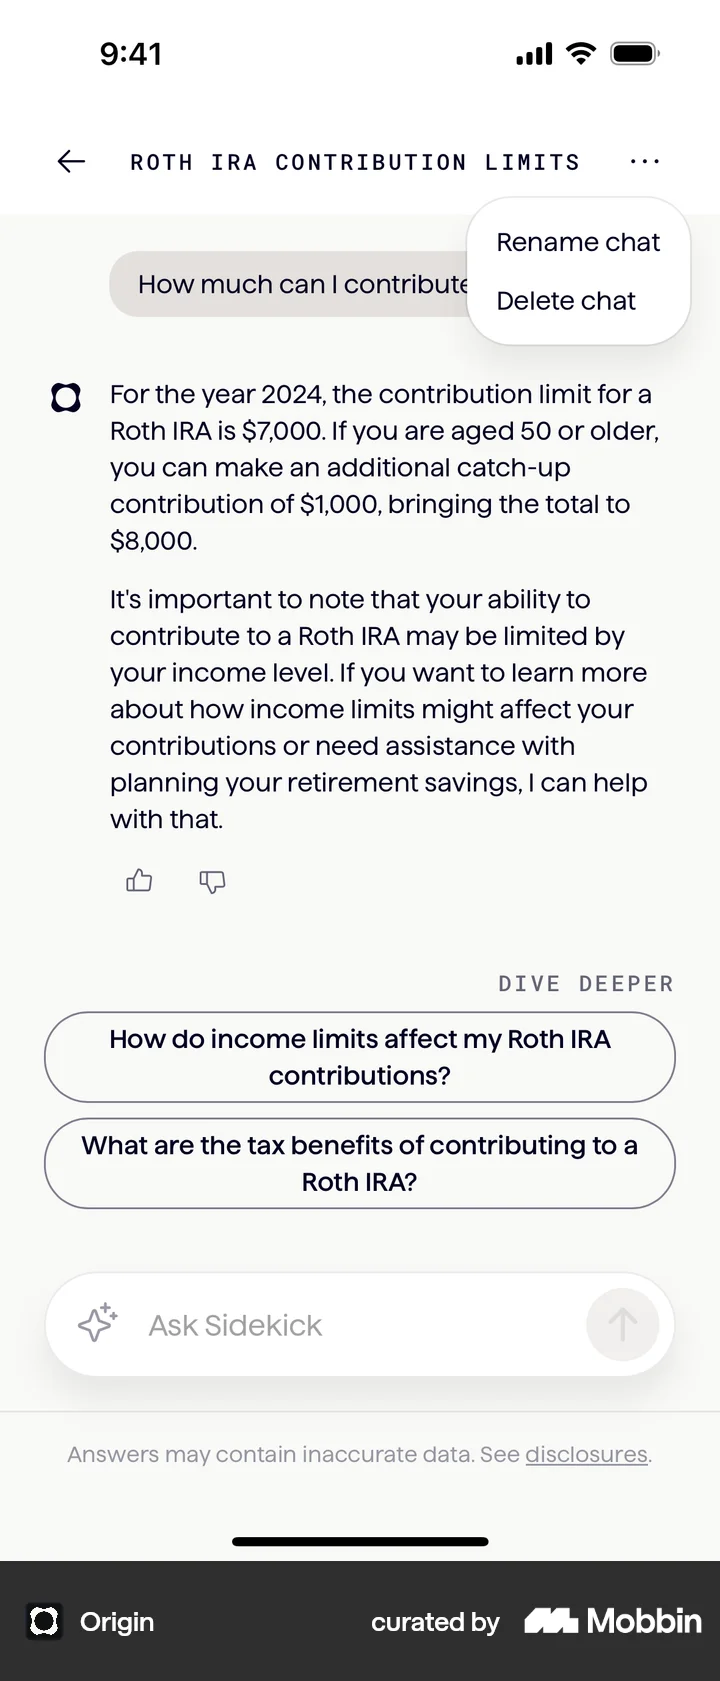 9:41
ROTH IRA CONTRIBUTION LIMITS
Rename chat
Delete chat
How much can I contribute
For the year 2024, the contribution limit for a
Roth IRA is $7,000. If you are aged 50 or older,
you can make an additional catch-up
contribution of $1,000, bringing the total to
$8,000.
It's important to note that your ability to
contribute to a Roth IRA may be limited by
your income level. If you want to learn more
about how income limits might affect your
contributions or need assistance with
planning your retirement savings, I can help
with that.
DIVE DEEPER
How do income limits affect my Roth IRA
contributions?
What are the tax benefits of contributing to a
Roth IRA?
Ask Sidekick
Answers may contain inaccurate data. See disclosures.
Origin
curated by Mobbin